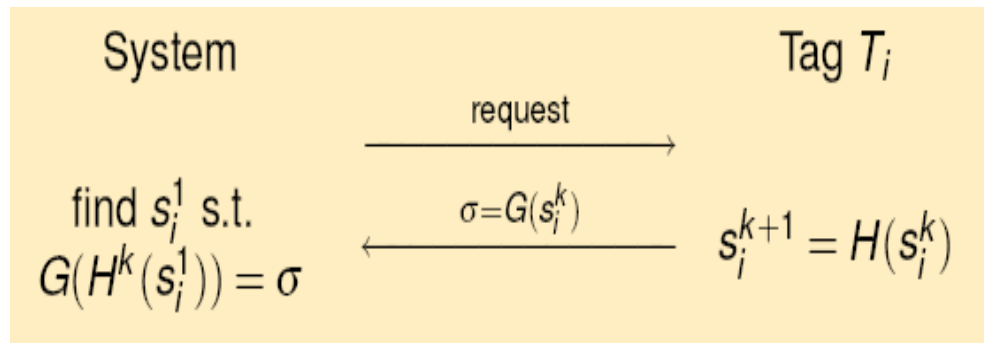 System
Tag T_i
request
find s_i^1 s.t.
G(H^k(s_i^1)) = σ
σ=G(s_i^k)
s_i^{k+1} = H(s_i^k)